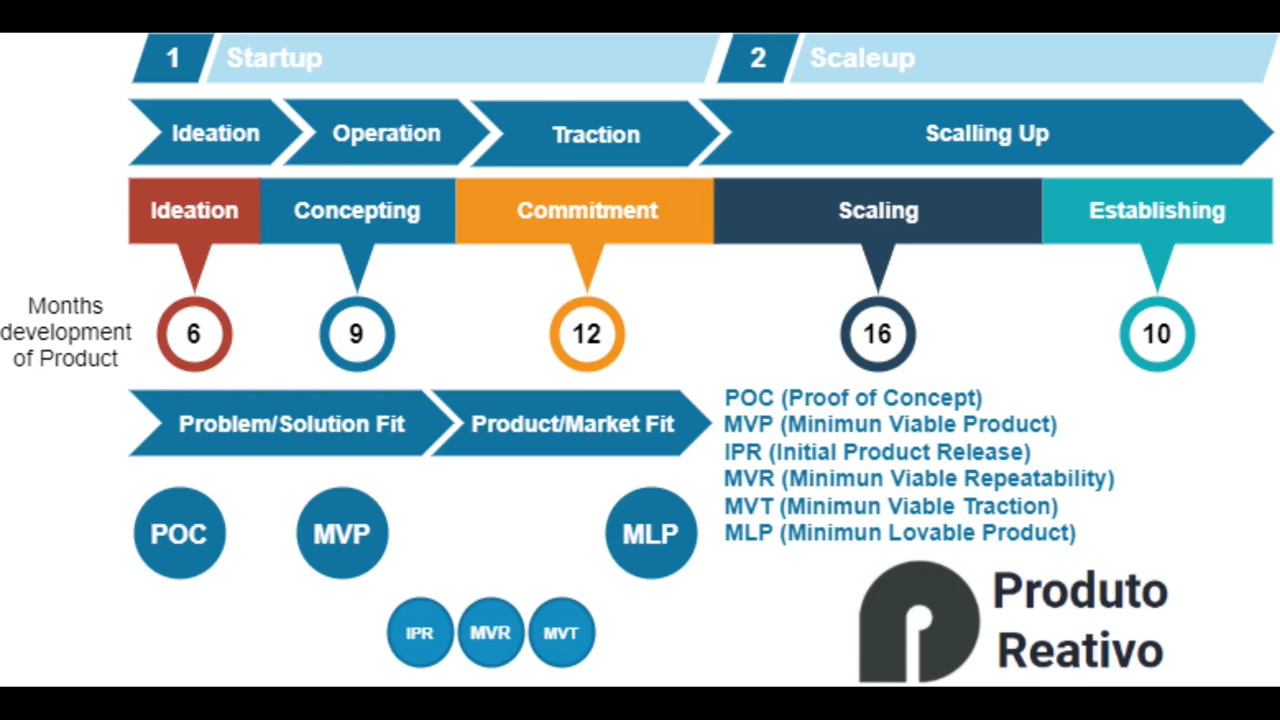 1 Startup 2 Scaleup
Ideation Operation Traction Scalling Up
Ideation Concepting Commitment Scaling Establishing
Months
development
of Product
6 9 12 16 10
Problem/Solution Fit Product/Market Fit
POC (Proof of Concept)
MVP (Minimun Viable Product)
IPR (Initial Product Release)
MVR (Minimun Viable Repeatability)
MVT (Minimun Viable Traction)
MLP (Minimun Lovable Product)
POC MVP MLP
IPR MVR MVT
Produto
Reativo